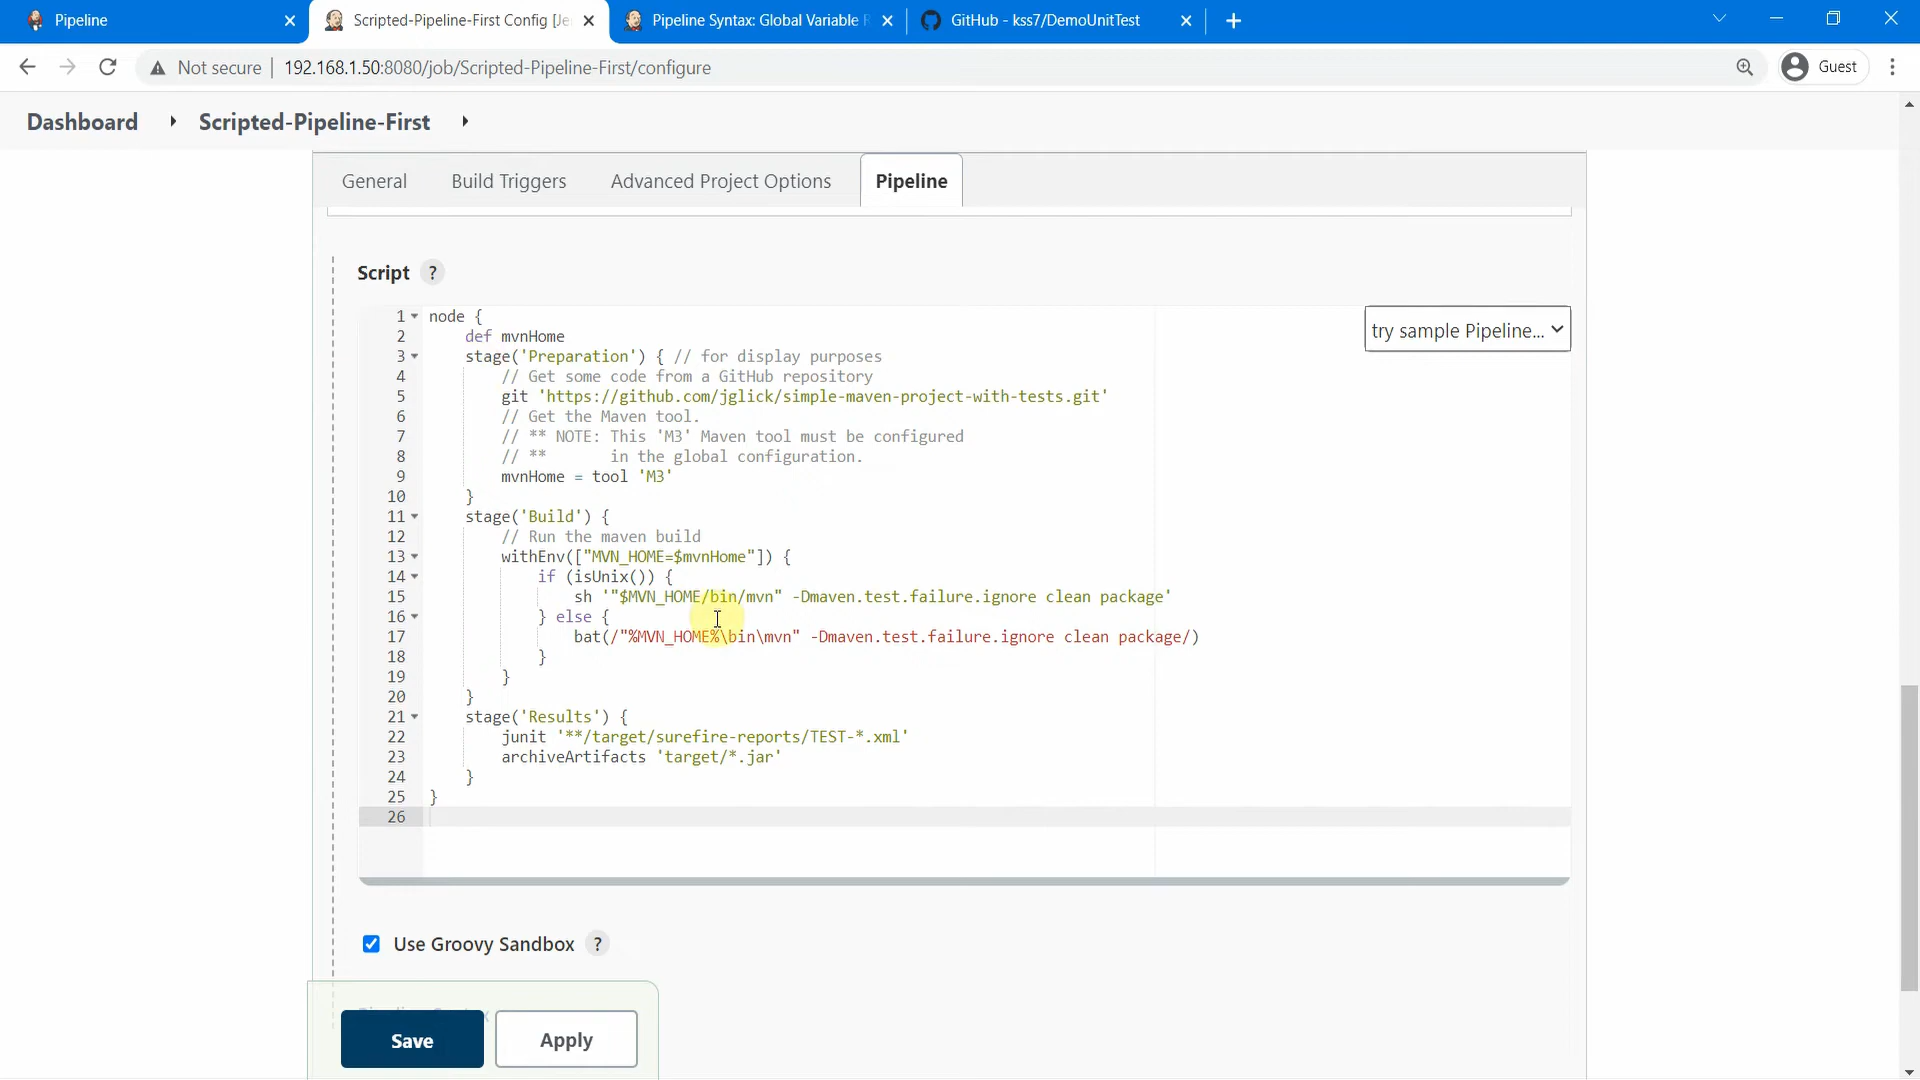 Pipeline
Scripted-Pipeline-First Config [Je
Pipeline Syntax: Global Variable R
GitHub - kss7/DemoUnitTest
Not secure
192.168.1.50:8080/job/Scripted-Pipeline-First/configure
Guest
Dashboard
Scripted-Pipeline-First
General
Build Triggers
Advanced Project Options
Pipeline
Script ?
try sample Pipeline...
1 node {
2 def mvnHome
3 stage('Preparation') { // for display purposes
4 // Get some code from a GitHub repository
5 git 'https://github.com/jglick/simple-maven-project-with-tests.git'
6 // Get the Maven tool.
7 // ** NOTE: This 'M3' Maven tool must be configured
8 // ** in the global configuration.
9 mvnHome = tool 'M3'
10 }
11 stage('Build') {
12 // Run the maven build
13 withEnv(["MVN_HOME=$mvnHome"]) {
14 if (isUnix()) {
15 sh '"$MVN_HOME/bin/mvn" -Dmaven.test.failure.ignore clean package'
16 } else {
17 bat(/"%MVN_HOME%\bin\mvn" -Dmaven.test.failure.ignore clean package/)
18 }
19 }
20 }
21 stage('Results') {
22 junit '**/target/surefire-reports/TEST-*.xml'
23 archiveArtifacts 'target/*.jar'
24 }
25 }
26
Use Groovy Sandbox ?
Save
Apply